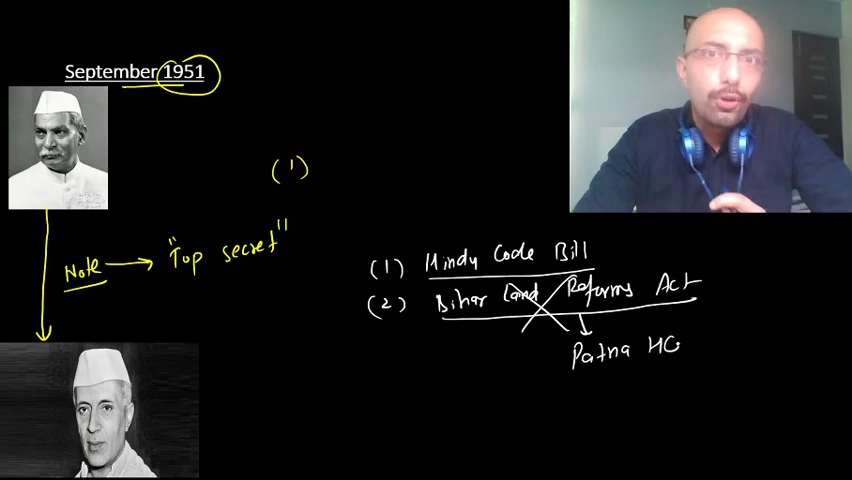 September 1951
(1)
Note → "Top secret"
(1) Hindu Code Bill
(2) Bihar Land Reforms Act
Patna HC